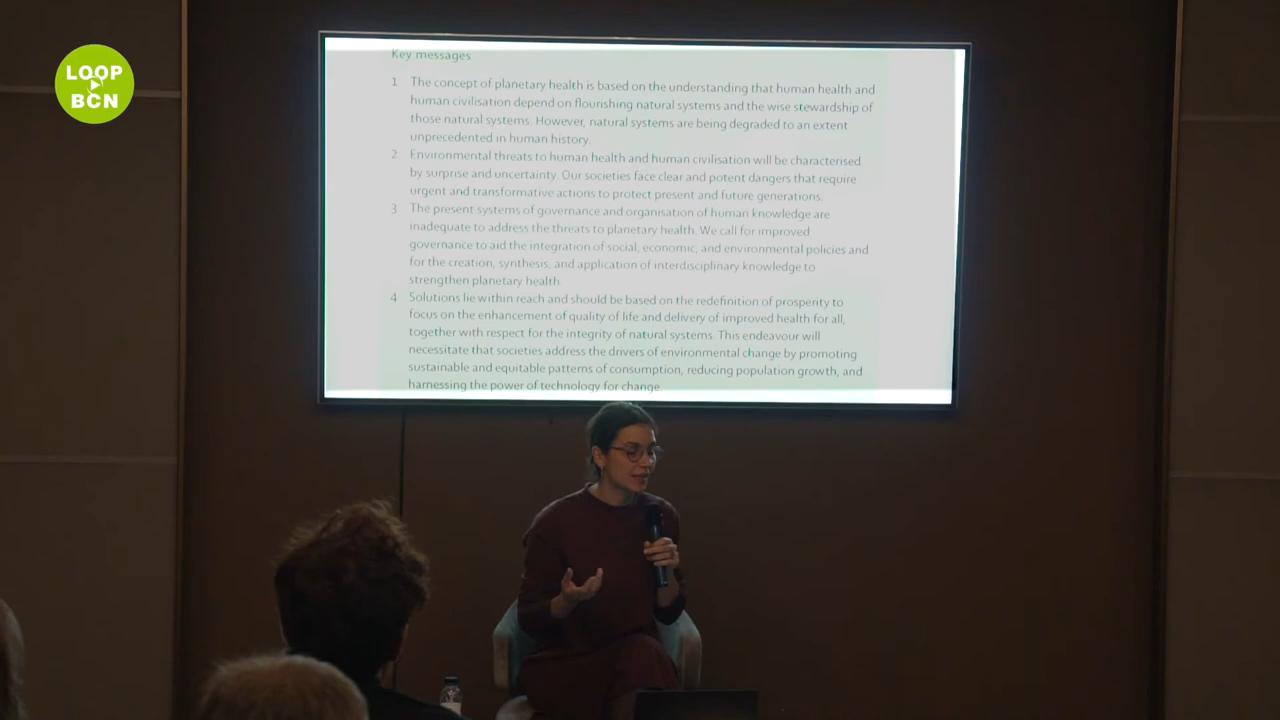 LOOP
BCN
Key messages
1 The concept of planetary health is based on the understanding that human health and
human civilisation depend on flourishing natural systems and the wise stewardship of
those natural systems. However, natural systems are being degraded to an extent
unprecedented in human history.
2 Environmental threats to human health and human civilisation will be characterised
by surprise and uncertainty. Our societies face clear and potent dangers that require
urgent and transformative actions to protect present and future generations.
3 The present systems of governance and organisation of human knowledge are
inadequate to address the threats to planetary health. We call for improved
governance to aid the integration of social, economic, and environmental policies and
for the creation, synthesis, and application of interdisciplinary knowledge to
strengthen planetary health.
4 Solutions lie within reach and should be based on the redefinition of prosperity to
focus on the enhancement of quality of life and delivery of improved health for all,
together with respect for the integrity of natural systems. This endeavour will
necessitate that societies address the drivers of environmental change by promoting
sustainable and equitable patterns of consumption, reducing population growth, and
harnessing the power of technology for change.